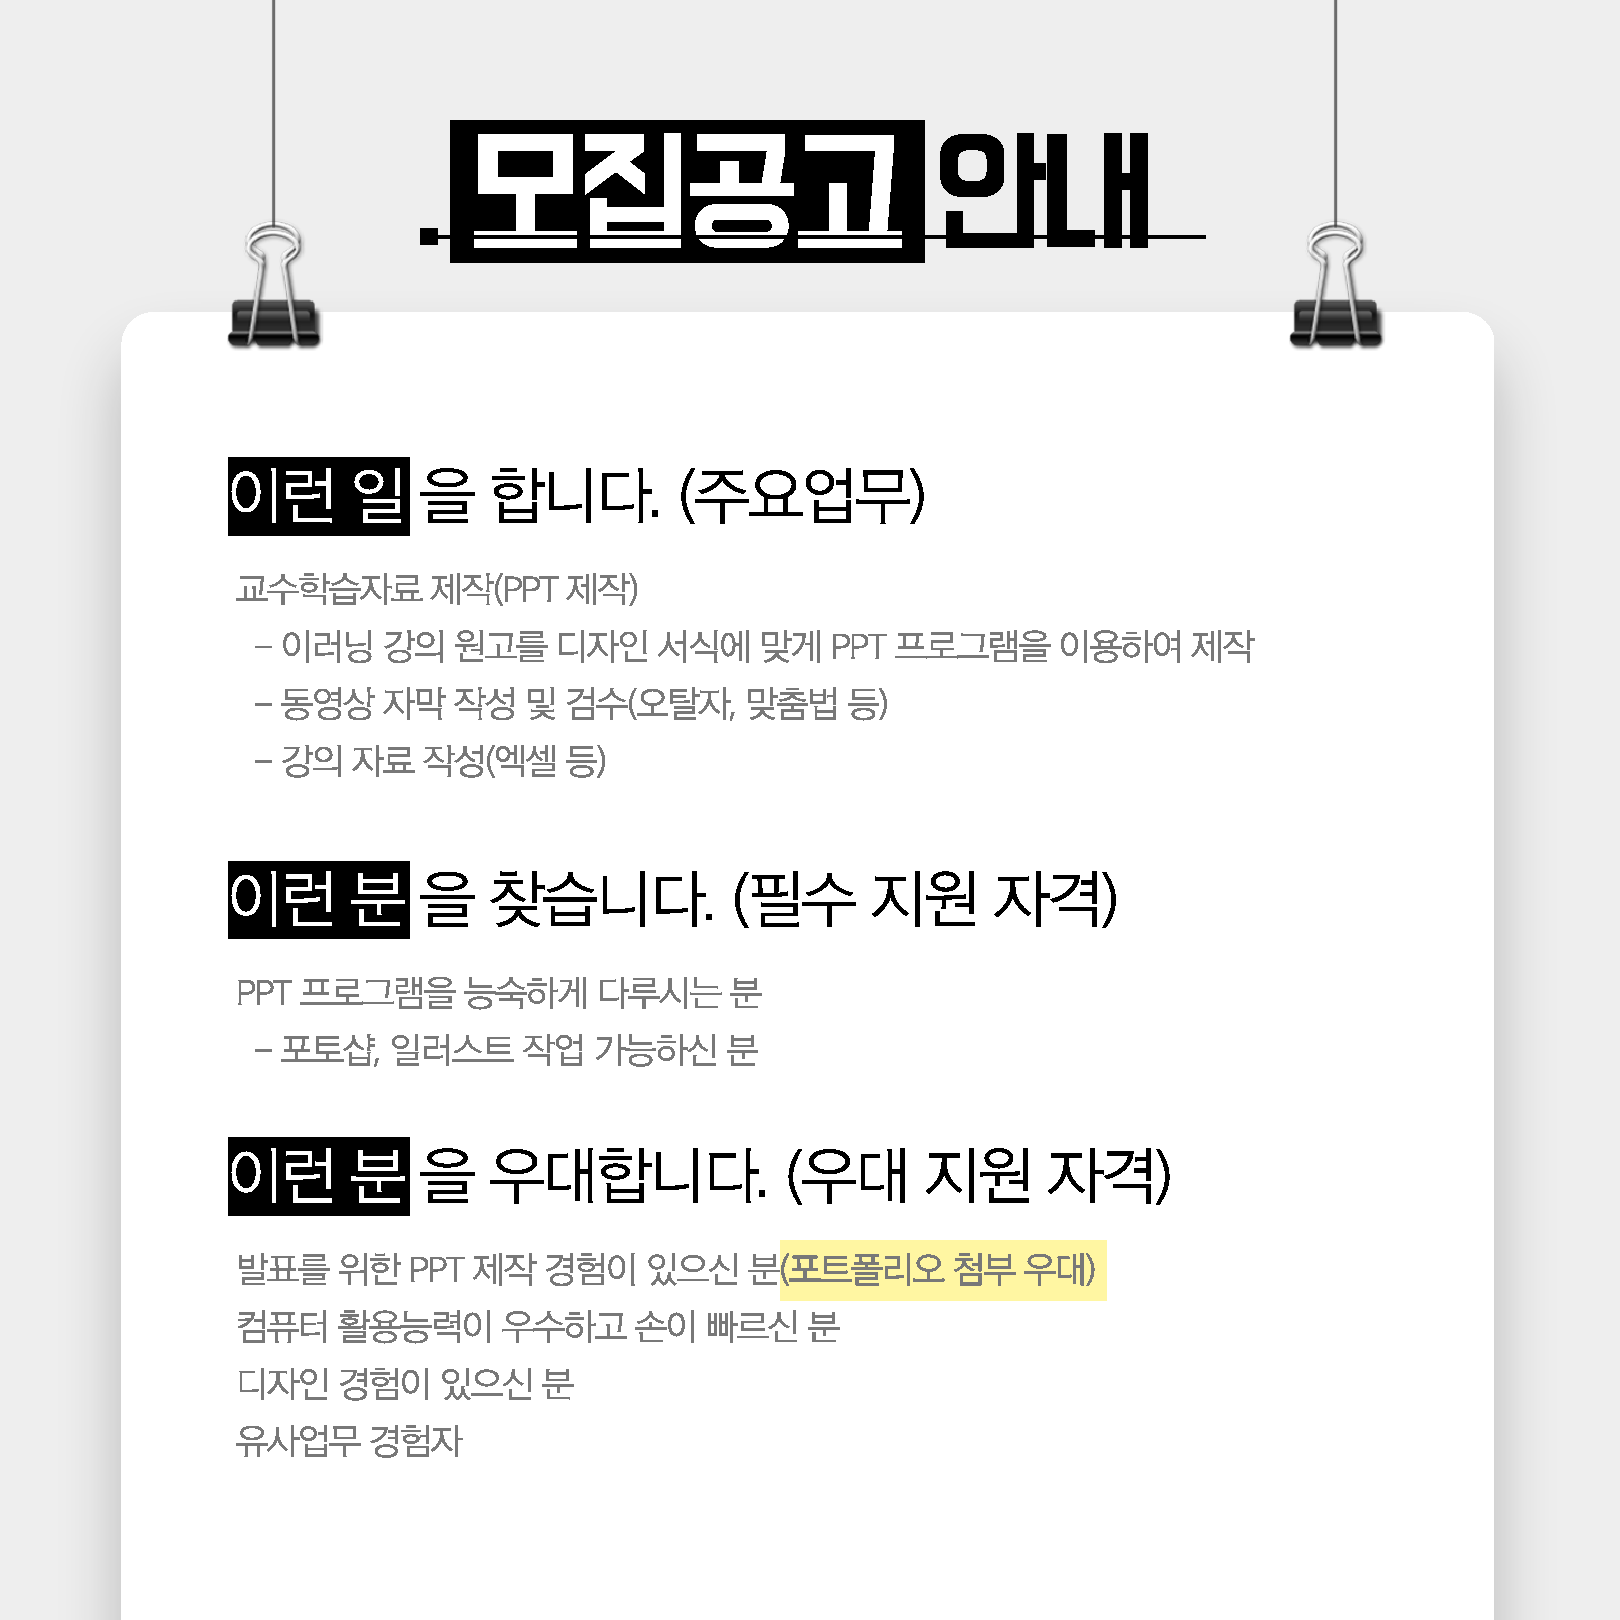 모집공고 안내
이런 일을 합니다. (주요업무)
교수학습자료 제작(PPT 제작)
- 이러닝 강의 원고를 디자인 서식에 맞게 PPT 프로그램을 이용하여 제작
- 동영상 자막 작성 및 검수(오탈자, 맞춤법 등)
- 강의 자료 작성(엑셀 등)
이런 분을 찾습니다. (필수 지원 자격)
PPT 프로그램을 능숙하게 다루시는 분
- 포토샵, 일러스트 작업 가능하신 분
이런 분을 우대합니다. (우대 지원 자격)
발표를 위한 PPT 제작 경험이 있으신 분(포트폴리오 첨부 우대)
컴퓨터 활용능력이 우수하고 손이 빠르신 분
디자인 경험이 있으신 분
유사업무 경험자